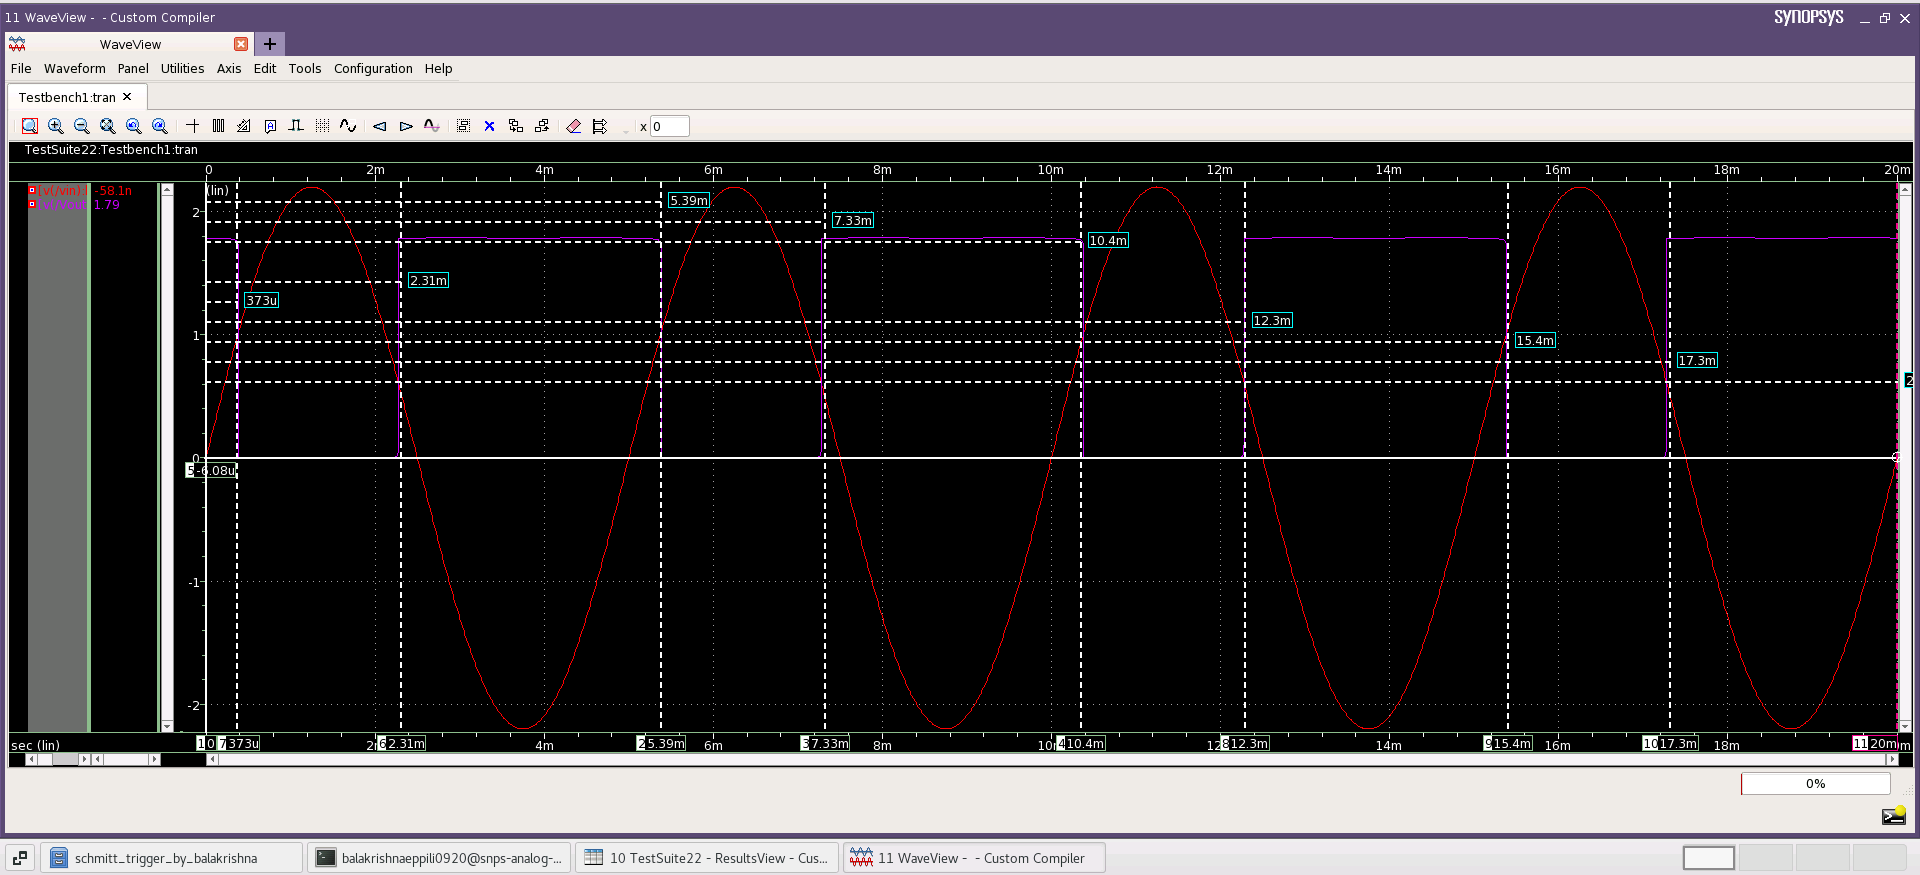 11 WaveView - - Custom Compiler
SYNOPSYS
WaveView
File Waveform Panel Utilities Axis Edit Tools Configuration Help
Testbench1:tran
x 0
TestSuite22:Testbench1:tran
0 2m 4m 6m 8m 10m 12m 14m 16m 18m 20m
v(/vin) -58.1n
1.79
(lin)
2
5.39m
7.33m
10.4m
2.31m
373u
12.3m
1
15.4m
17.3m
2
0
-6.08u
-1
-2
sec (lin)
1 0 7 373u 6 2.31m 4m 2 5.39m 6m 3 7.33m 8m 4 10.4m 8 12.3m 14m 9 15.4m 16m 10 17.3m 18m 11 20m
0%
schmitt_trigger_by_balakrishna
balakrishnaeppili0920@snps-analog-...
10 TestSuite22 - ResultsView - Cus...
11 WaveView - - Custom Compiler